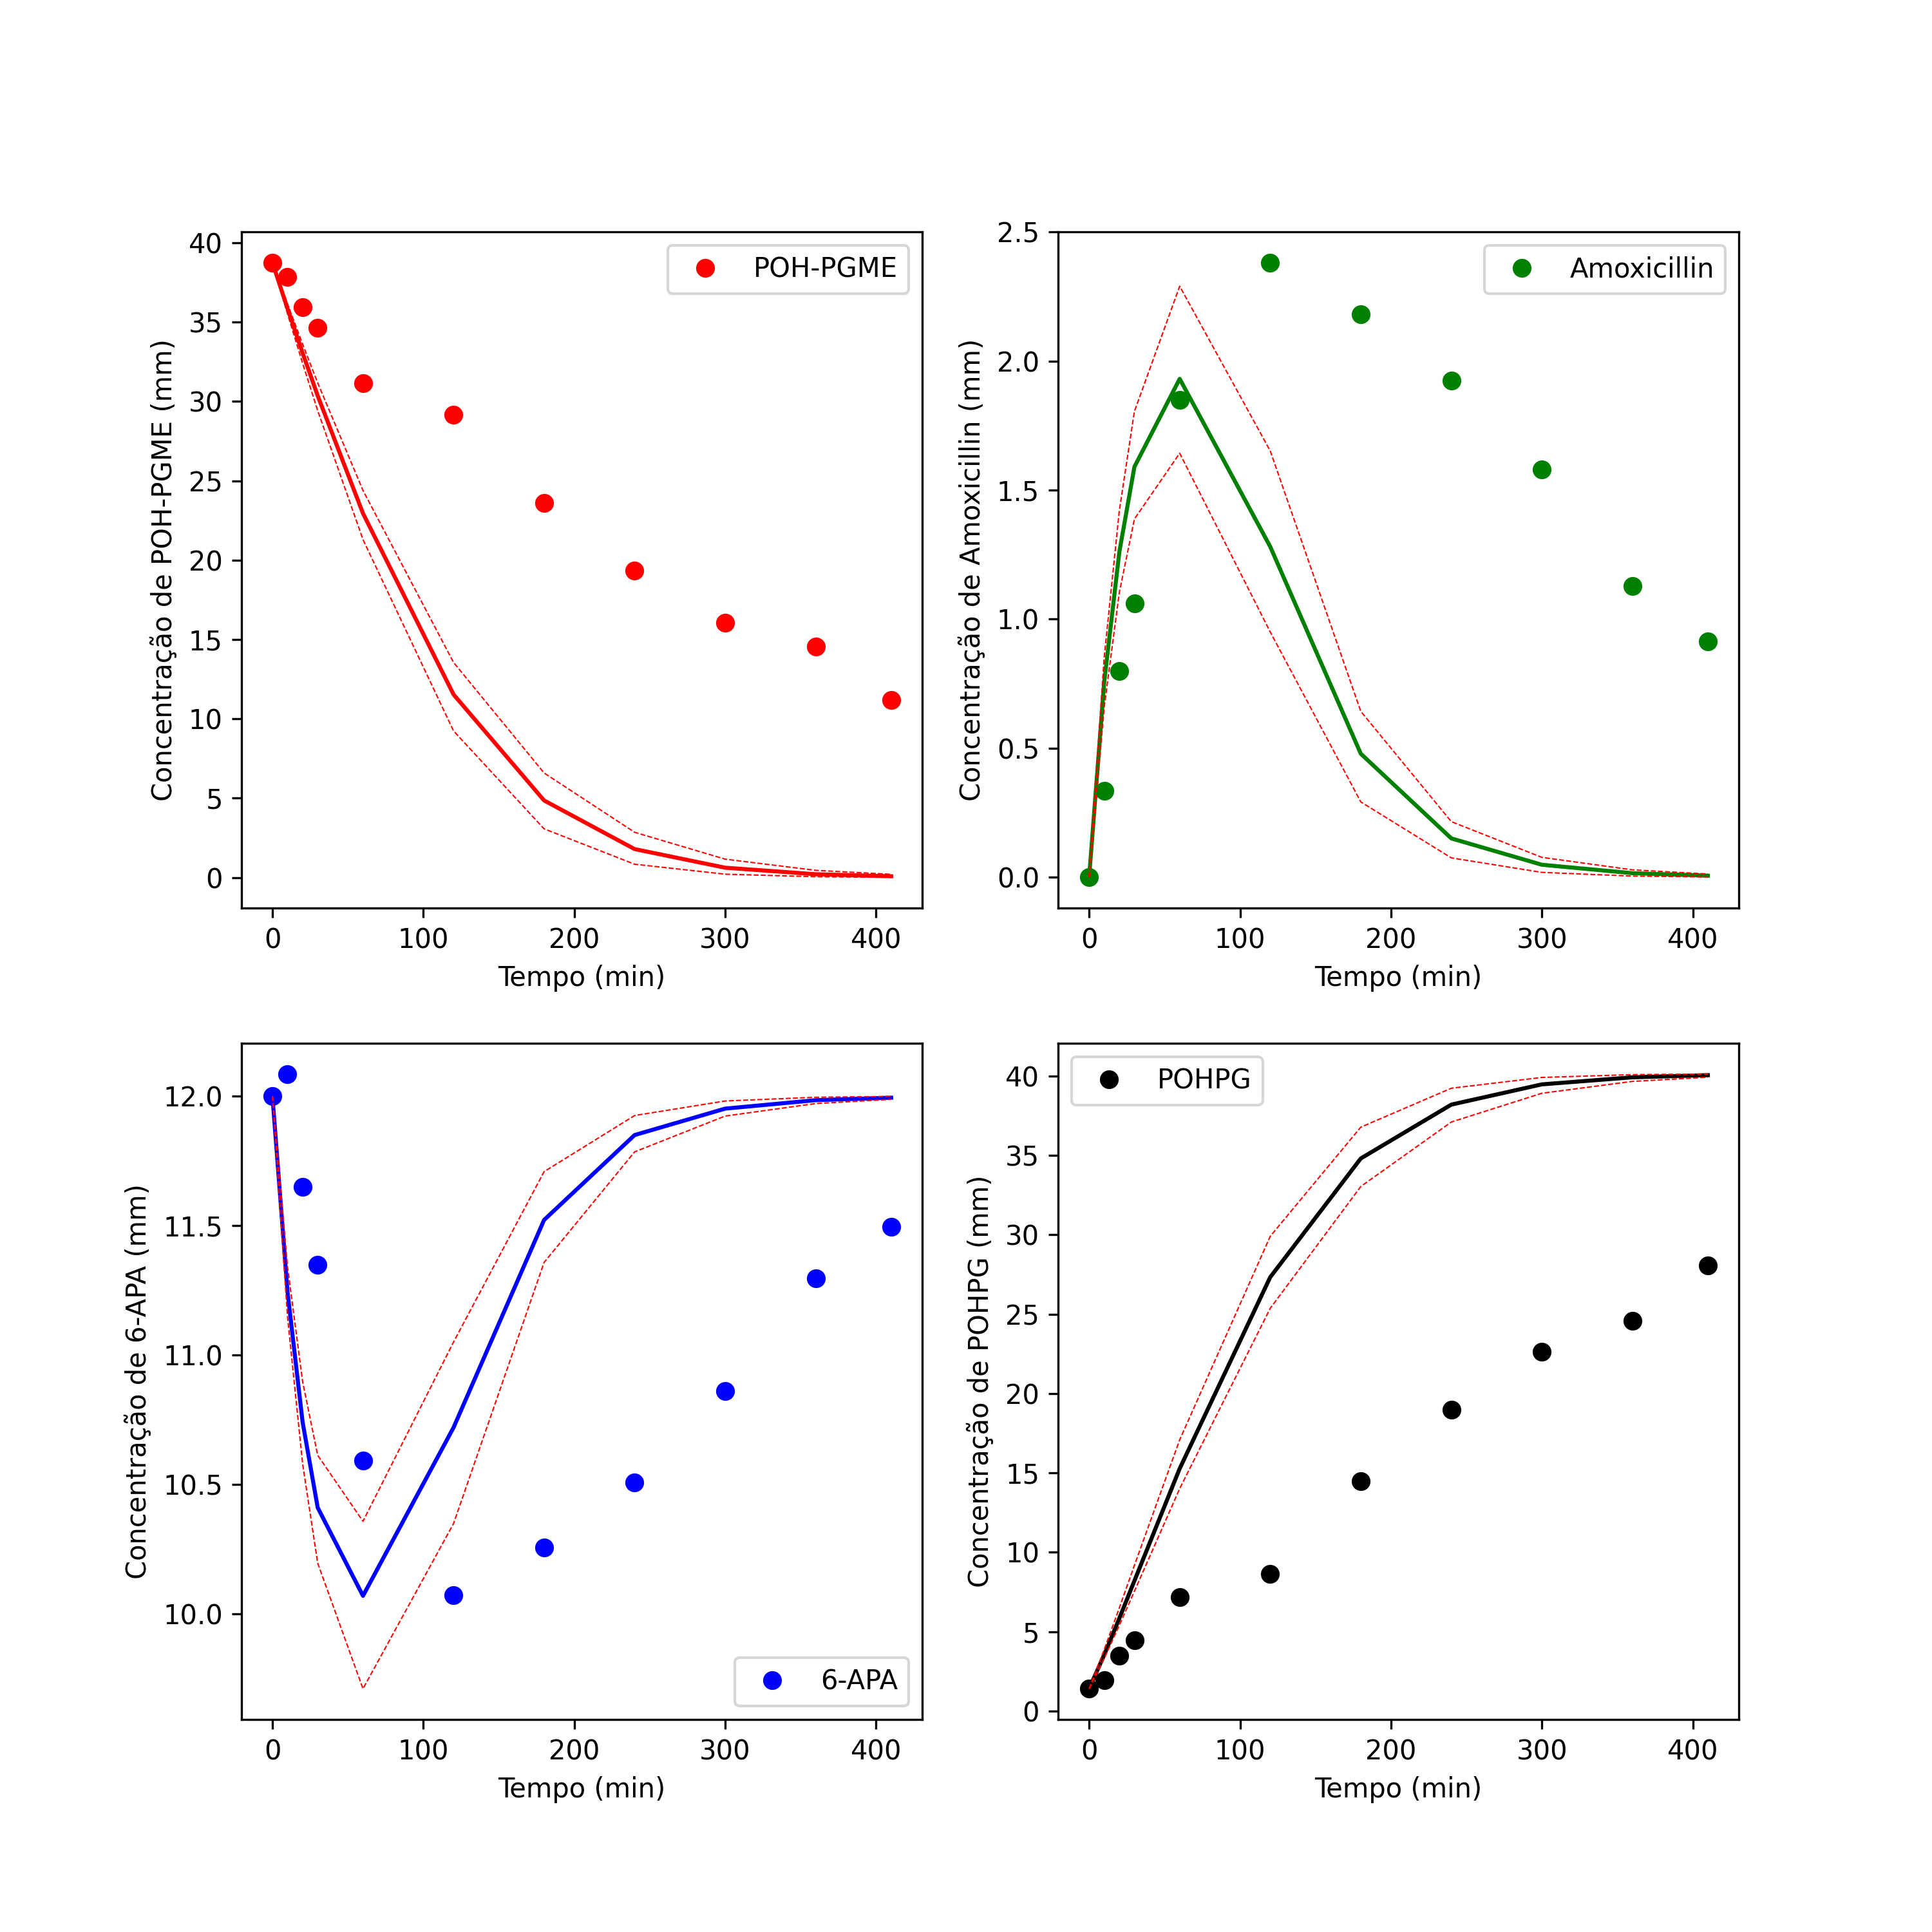 POH-PGME
Concentração de POH-PGME (mm)
40
35
30
25
20
15
10
5
0
0 100 200 300 400
Tempo (min)
Amoxicillin
Concentração de Amoxicillin (mm)
2.5
2.0
1.5
1.0
0.5
0.0
0 100 200 300 400
Tempo (min)
6-APA
Concentração de 6-APA (mm)
12.0
11.5
11.0
10.5
10.0
0 100 200 300 400
Tempo (min)
POHPG
Concentração de POHPG (mm)
40
35
30
25
20
15
10
5
0
0 100 200 300 400
Tempo (min)